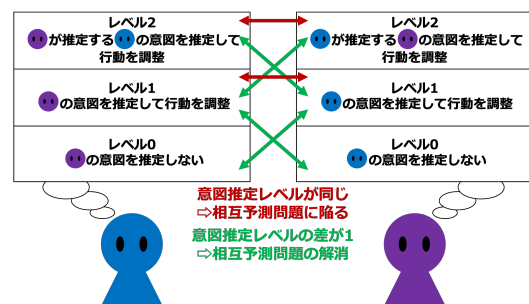 レベル2
が推定する の意図を推定して
行動を調整
レベル1
の意図を推定して行動を調整
レベル0
の意図を推定しない
レベル2
が推定する の意図を推定して
行動を調整
レベル1
の意図を推定して行動を調整
レベル0
の意図を推定しない
意図推定レベルが同じ
⇨相互予測問題に陥る
意図推定レベルの差が1
⇨相互予測問題の解消